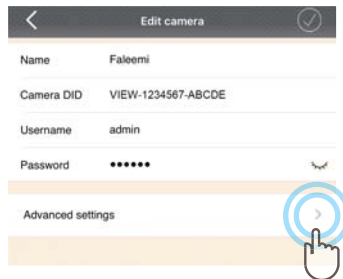 Edit camera
Name Faleemi
Camera DID VIEW-1234567-ABCDE
Username admin
Password ••••••
Advanced settings